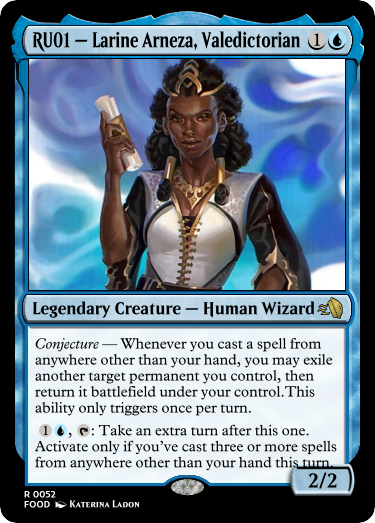 RU01 — Larine Arneza, Valedictorian 1
Legendary Creature — Human Wizard
Conjecture — Whenever you cast a spell from
anywhere other than your hand, you may exile
another target permanent you control, then
return it battlefield under your control.This
ability only triggers once per turn.
1 , : Take an extra turn after this one.
Activate only if you've cast three or more spells
from anywhere other than your hand this turn.
2/2
R 0052
FOOD Katerina Ladon